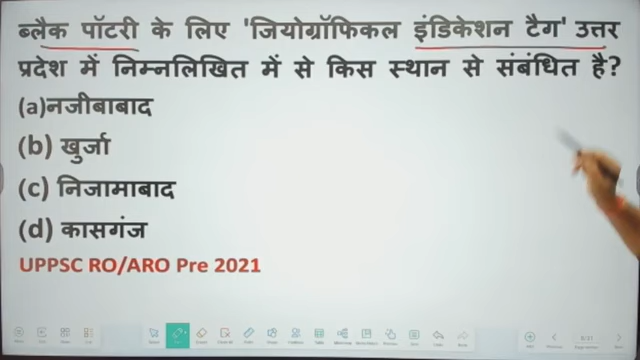 ब्लैक पॉटरी के लिए 'जियोग्रॉफिकल इंडिकेशन टैग' उत्तर
प्रदेश में निम्नलिखित में से किस स्थान से संबंधित है?
(a)नजीबाबाद
(b) खुर्जा
(c) निजामाबाद
(d) कासगंज
UPPSC RO/ARO Pre 2021